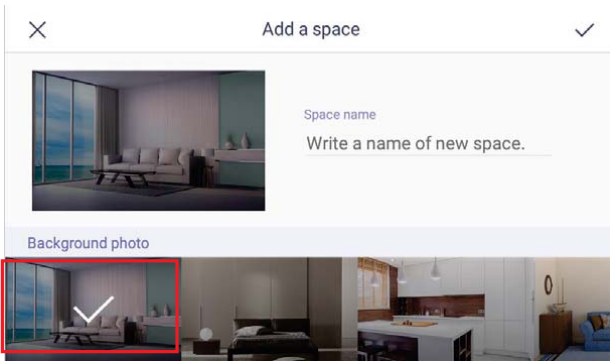 Add a space
Space name
Write a name of new space.
Background photo